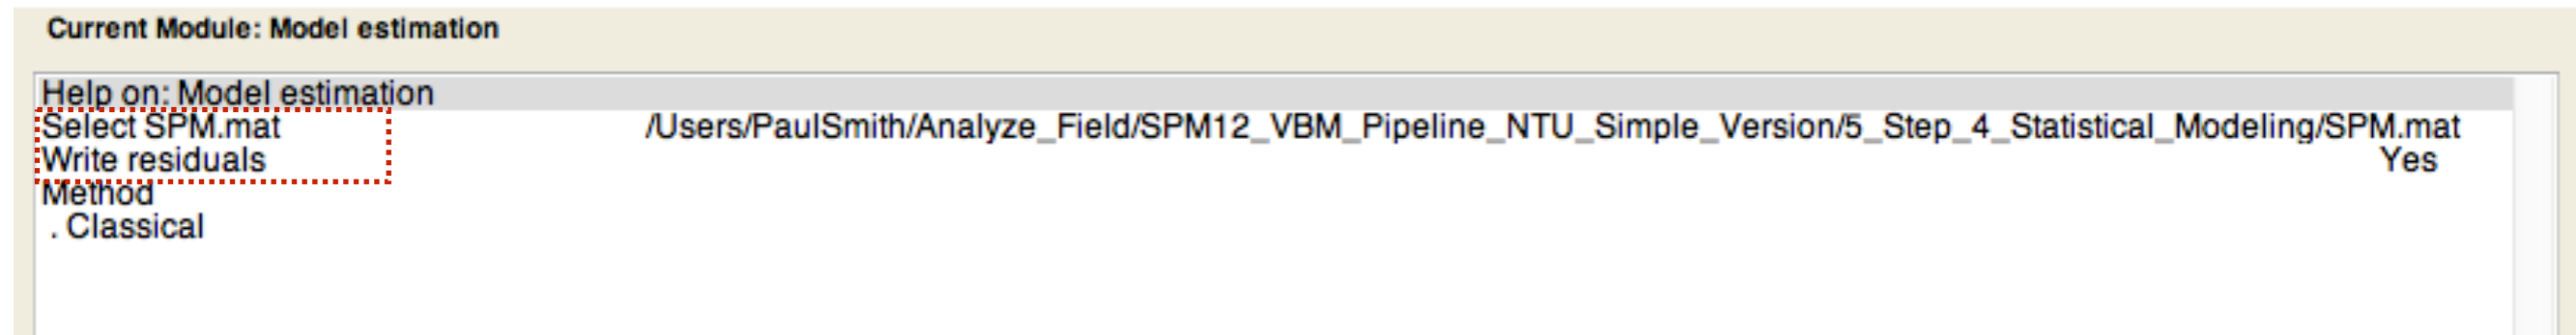 Current Module: Model estimation
Help on: Model estimation
Select SPM.mat /Users/PaulSmith/Analyze_Field/SPM12_VBM_Pipeline_NTU_Simple_Version/5_Step_4_Statistical_Modeling/SPM.mat
Write residuals Yes
Method
. Classical